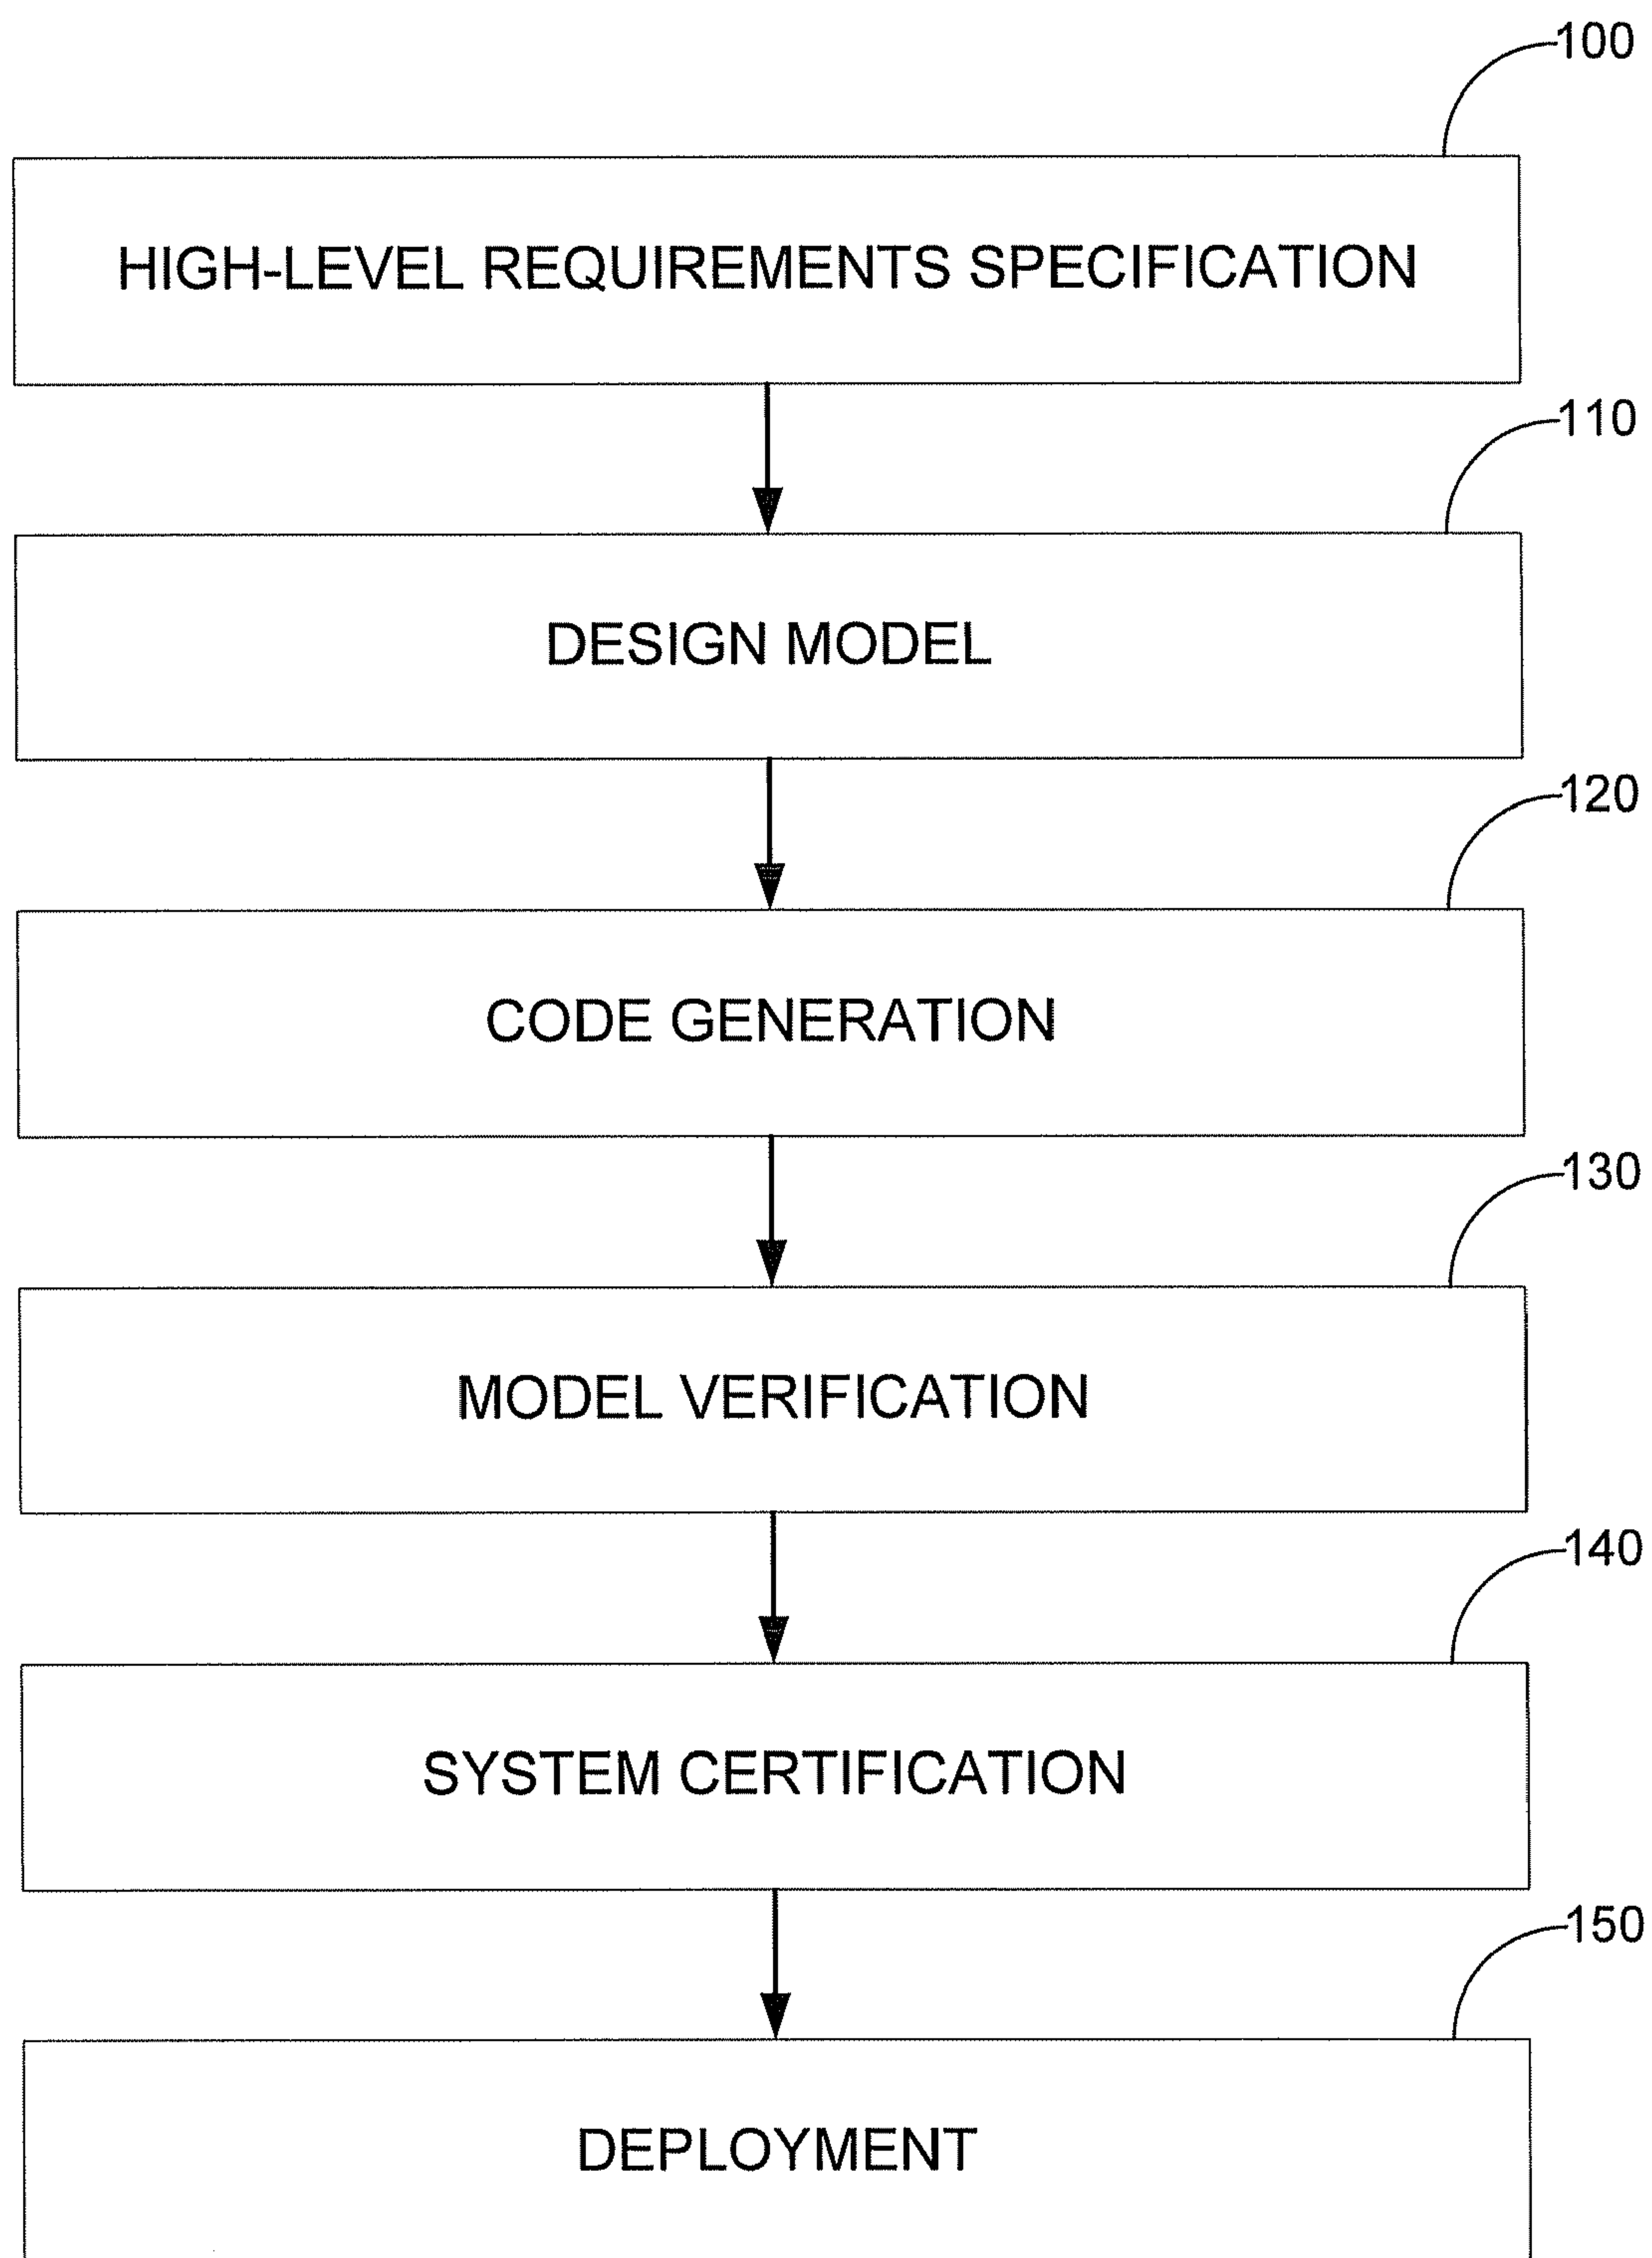 100
HIGH-LEVEL REQUIREMENTS SPECIFICATION
110
DESIGN MODEL
120
CODE GENERATION
130
MODEL VERIFICATION
140
SYSTEM CERTIFICATION
150
DEPLOYMENT